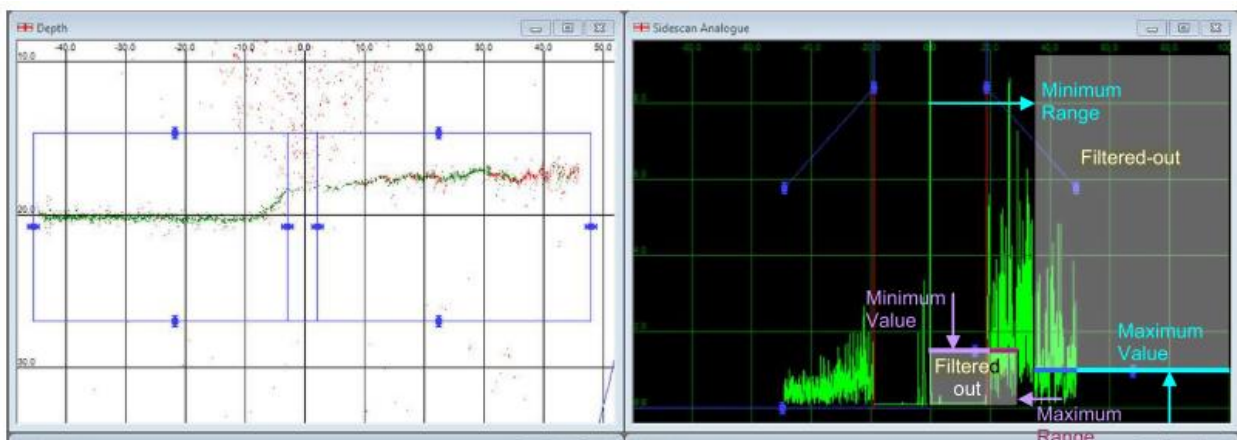 Depth
-40.0 -30.0 -20.0 -10.0 0.0 10.0 20.0 30.0 40.0 50.0
10.0
20.0
30.0
Sidescan Analogue
Minimum
Range
Filtered-out
Minimum
Value
Maximum
Value
Filtered
out
Maximum
Range